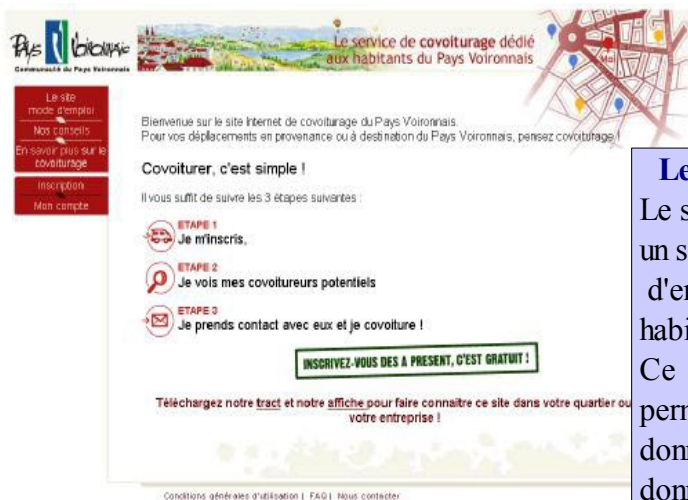 Pays Voironnais
Communauté du Pays Voironnais
Le service de covoiturage dédié
aux habitants du Pays Voironnais
Moi
Le site
mode d'emploi
Nos conseils
En savoir plus sur le
covoiturage
Inscription
Mon compte
Bienvenue sur le site Internet de covoiturage du Pays Voironnais.
Pour vos déplacements en provenance ou à destination du Pays Voironnais, pensez covoiturage !
Covoiturer, c'est simple !
Il vous suffit de suivre les 3 étapes suivantes :
ETAPE 1
Je m'inscris,
ETAPE 2
Je vois mes covoitureurs potentiels
ETAPE 3
Je prends contact avec eux et je covoiture !
INSCRIVEZ-VOUS DES A PRESENT, C'EST GRATUIT !
Téléchargez notre tract et notre affiche pour faire connaitre ce site dans votre quartier ou
votre entreprise !
Conditions générales d'utilisation | FAQ | Nous contacter
Le
Le s
un s
d'en
habi
Ce
perm
dom
dom